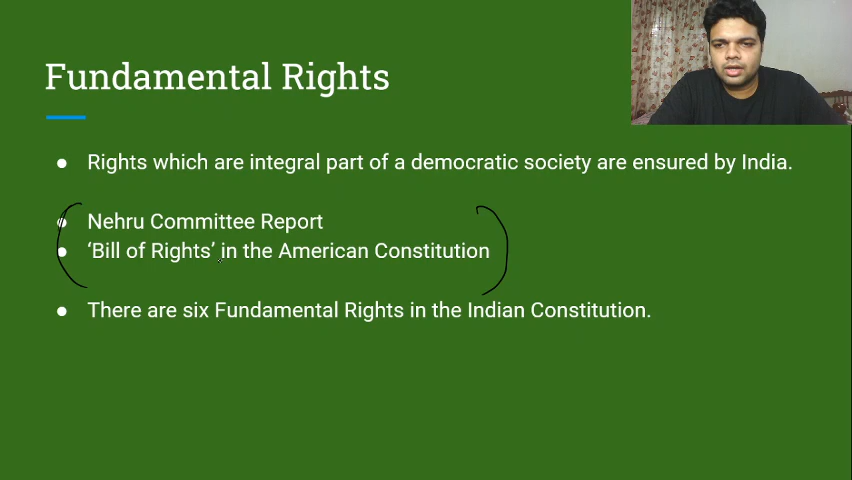 Fundamental Rights
● Rights which are integral part of a democratic society are ensured by India.
● Nehru Committee Report
● ‘Bill of Rights’ in the American Constitution
● There are six Fundamental Rights in the Indian Constitution.